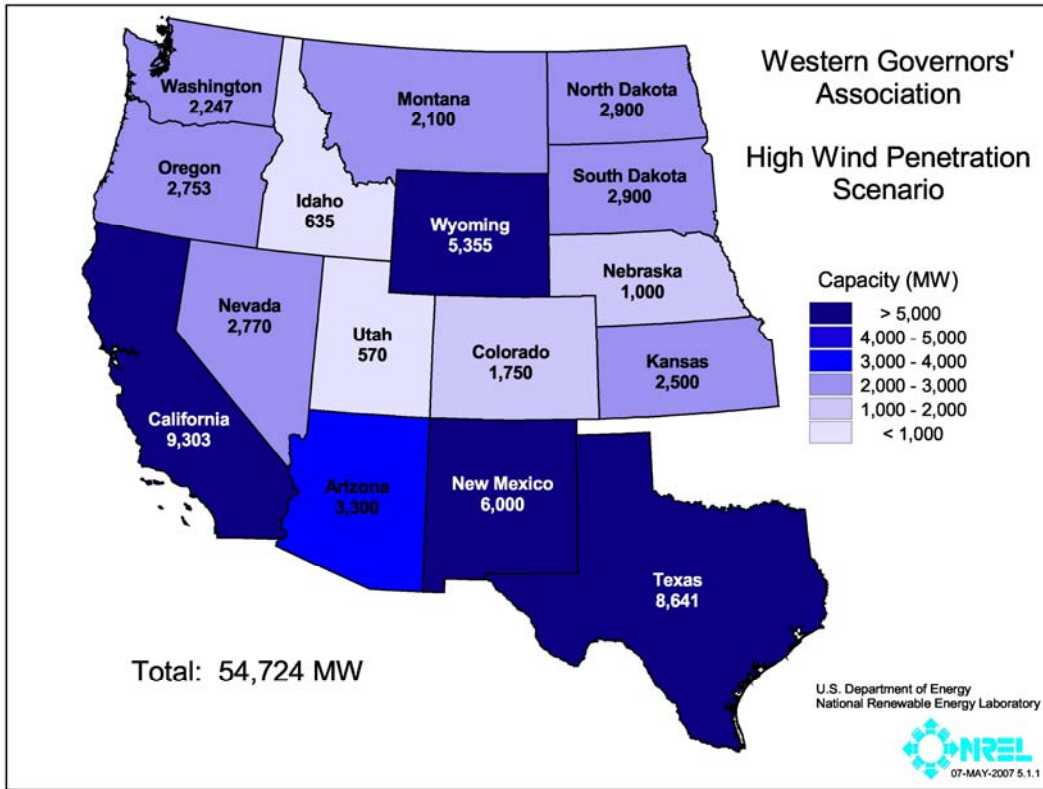 Western Governors'
Association
High Wind Penetration
Scenario
Washington
2,247
Montana
2,100
North Dakota
2,900
Oregon
2,753
Idaho
635
South Dakota
2,900
Wyoming
5,355
Nebraska
1,000
Nevada
2,770
Utah
570
Colorado
1,750
Kansas
2,500
California
9,303
Arizona
3,300
New Mexico
6,000
Texas
8,641
Capacity (MW)
> 5,000
4,000 - 5,000
3,000 - 4,000
2,000 - 3,000
1,000 - 2,000
< 1,000
Total: 54,724 MW
U.S. Department of Energy
National Renewable Energy Laboratory
NREL
07-MAY-2007 5.1.1